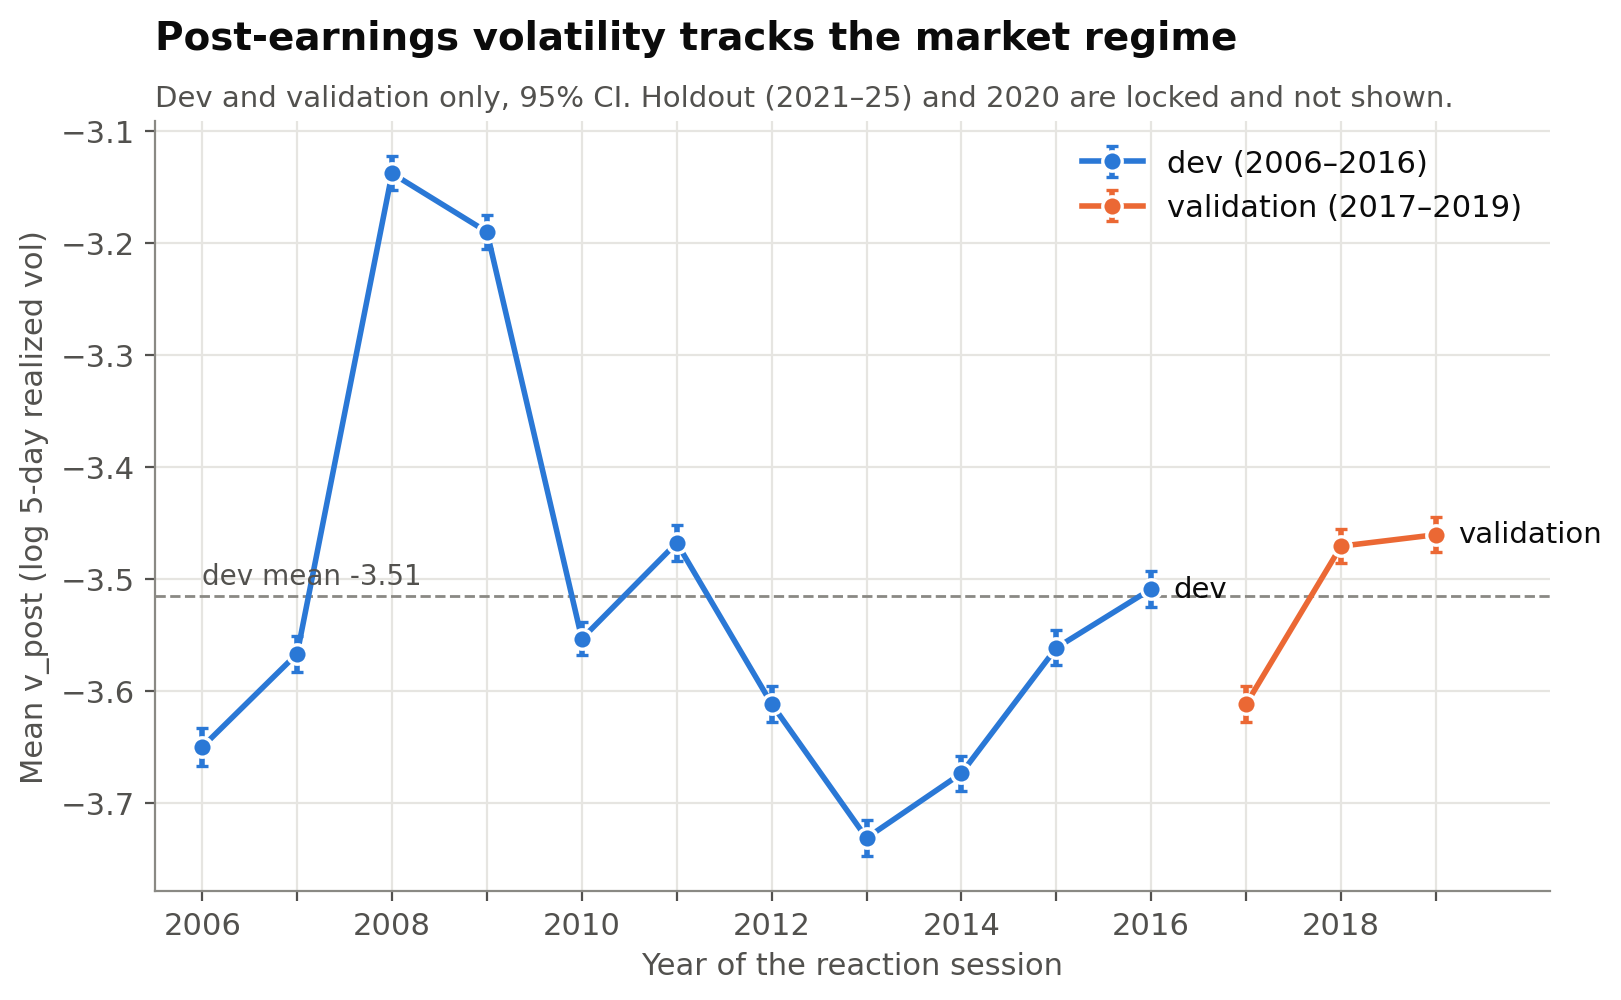 Post-earnings volatility tracks the market regime
Dev and validation only, 95% CI. Holdout (2021–25) and 2020 are locked and not shown.
Mean v_post (log 5-day realized vol)
−3.1
−3.2
−3.3
−3.4
−3.5
−3.6
−3.7
dev (2006–2016)
validation (2017–2019)
dev mean -3.51
dev
validation
2006
2008
2010
2012
2014
2016
2018
Year of the reaction session